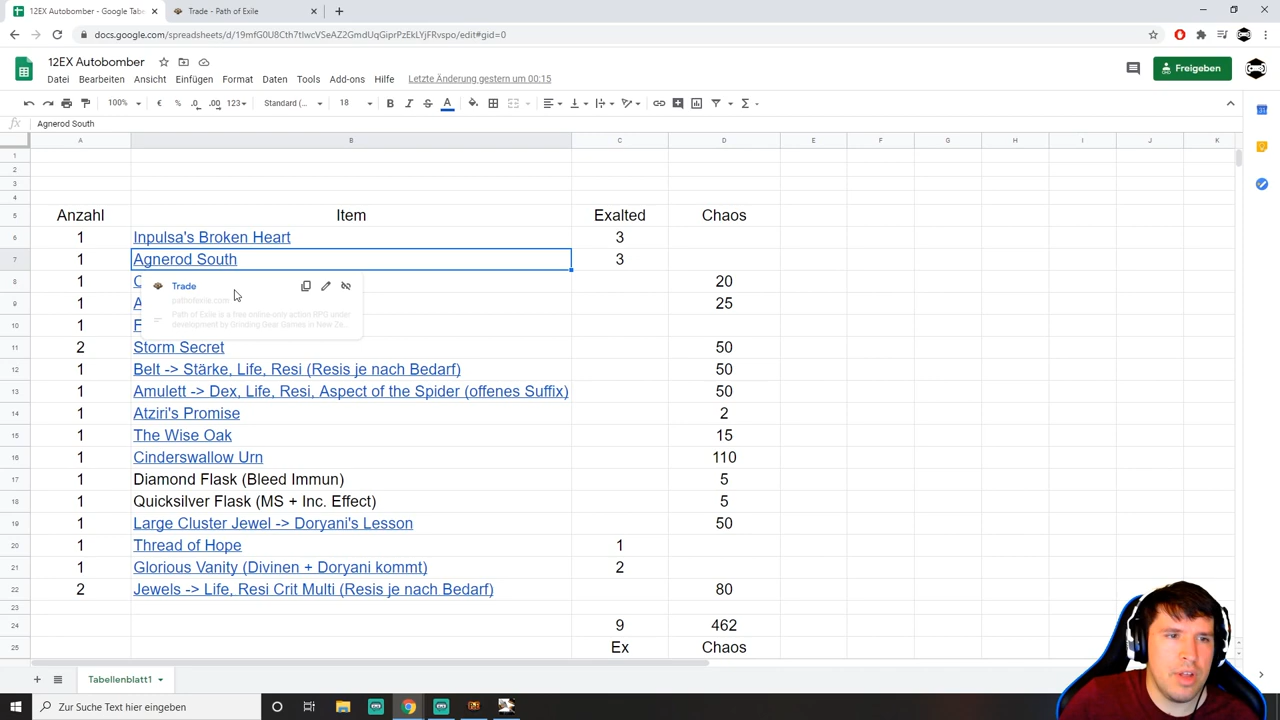 12EX Autobomber - Google Tab
Trade - Path of Exile
docs.google.com/spreadsheets/d/19mfG0U8Cth7tIwcVSeAZ2GmdUqGiprPzEkLYjFRvspo/edit#gid=0
12EX Autobomber
Datei Bearbeiten Ansicht Einfügen Format Daten Tools Add-ons Hilfe Letzte Änderung gestern um 00:15
Freigeben
100% € % .0 .00 123 Standard (... 18
Agnerod South
A B C D E F G H I J K
1
2
3
4
5 Anzahl Item Exalted Chaos
6 1 Inpulsa's Broken Heart 3
7 1 Agnerod South 3
8 1 20
9 1 25
10 1
Trade
pathofexile.com
Path of Exile is a free online-only action RPG under
development by Grinding Gear Games in New Ze...
11 2 Storm Secret 50
12 1 Belt -> Stärke, Life, Resi (Resis je nach Bedarf) 50
13 1 Amulett -> Dex, Life, Resi, Aspect of the Spider (offenes Suffix) 50
14 1 Atziri's Promise 2
15 1 The Wise Oak 15
16 1 Cinderswallow Urn 110
17 1 Diamond Flask (Bleed Immun) 5
18 1 Quicksilver Flask (MS + Inc. Effect) 5
19 1 Large Cluster Jewel -> Doryani's Lesson 50
20 1 Thread of Hope 1
21 1 Glorious Vanity (Divinen + Doryani kommt) 2
22 2 Jewels -> Life, Resi Crit Multi (Resis je nach Bedarf) 80
23
24 9 462
25 Ex Chaos
Tabellenblatt1
Zur Suche Text hier eingeben